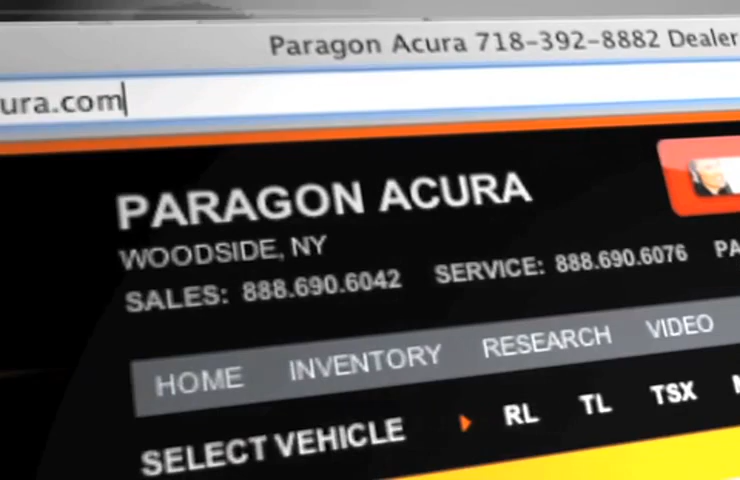 Paragon Acura 718-392-8882 Dealer
ura.com
PARAGON ACURA
WOODSIDE, NY
SALES: 888.690.6042 SERVICE: 888.690.6076 PA
HOME INVENTORY RESEARCH VIDEO
SELECT VEHICLE RL TL TSX